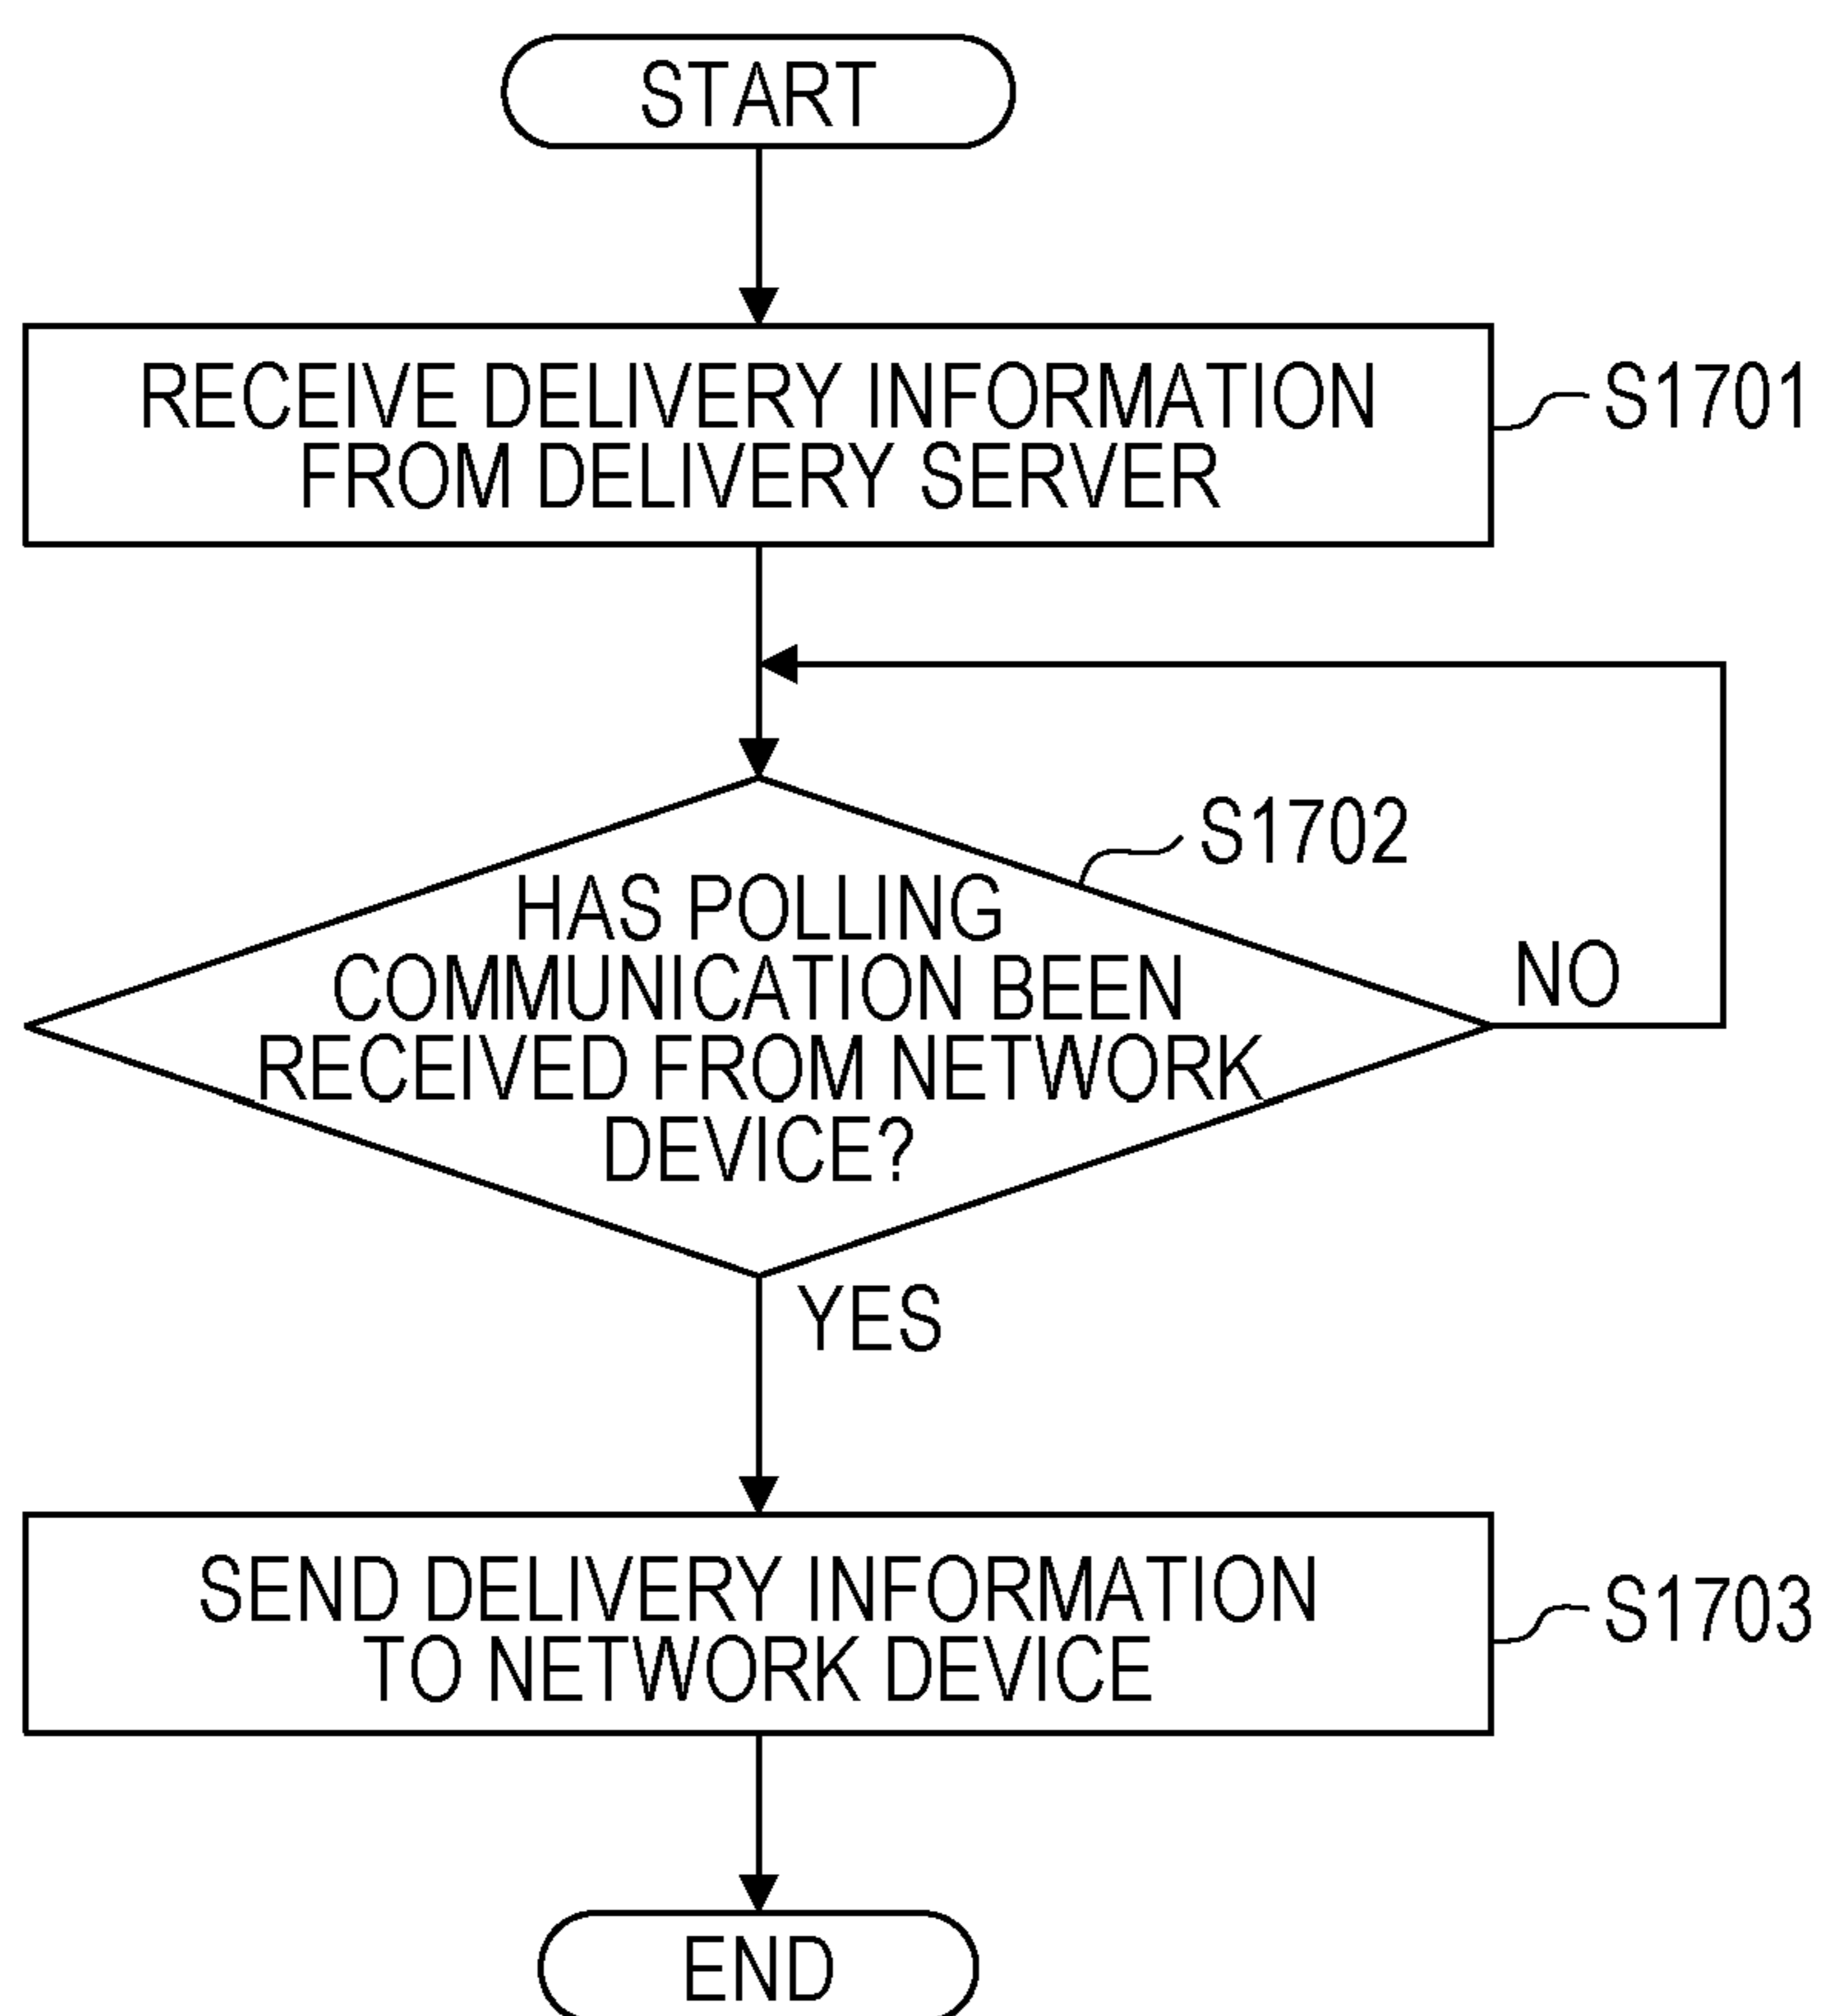 START
RECEIVE DELIVERY INFORMATION
FROM DELIVERY SERVER
S1701
S1702
HAS POLLING
COMMUNICATION BEEN
RECEIVED FROM NETWORK
DEVICE?
NO
YES
SEND DELIVERY INFORMATION
TO NETWORK DEVICE
S1703
END